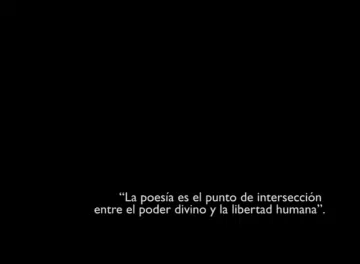 “La poesía es el punto de intersección
entre el poder divino y la libertad humana”.